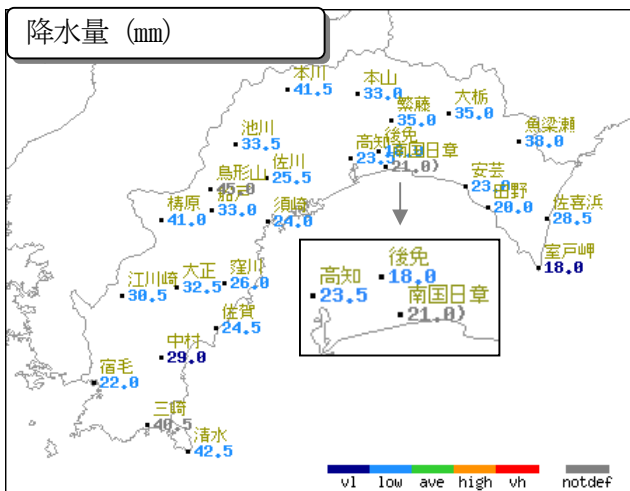 降水量 (mm)
本川
41.5
本山
33.0
繁藤
35.0
大栃
35.0
魚梁瀬
38.0
池川
33.5
佐川
25.5
高知
23.5
後免
18.0
南国日章
21.0)
鳥形山
45.0
船戸
33.0
梼原
41.0
須崎
24.0
安芸
23.0
田野
20.0
佐喜浜
28.5
室戸岬
18.0
後免
18.0
高知
23.5
南国日章
21.0)
江川崎
30.5
大正
32.5
窪川
26.0
佐賀
24.5
中村
29.0
宿毛
22.0
三崎
40.5
清水
42.5
vl low ave high vh notdef